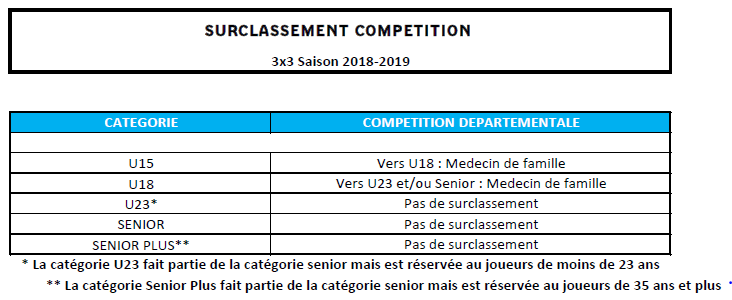 SURCLASSEMENT COMPETITION
3x3 Saison 2018-2019
CATEGORIE COMPETITION DEPARTEMENTALE
U15 Vers U18 : Medecin de famille
U18 Vers U23 et/ou Senior : Medecin de famille
U23* Pas de surclassement
SENIOR Pas de surclassement
SENIOR PLUS** Pas de surclassement
* La catégorie U23 fait partie de la catégorie senior mais est réservée au joueurs de moins de 23 ans
** La catégorie Senior Plus fait partie de la catégorie senior mais est réservée au joueurs de 35 ans et plus